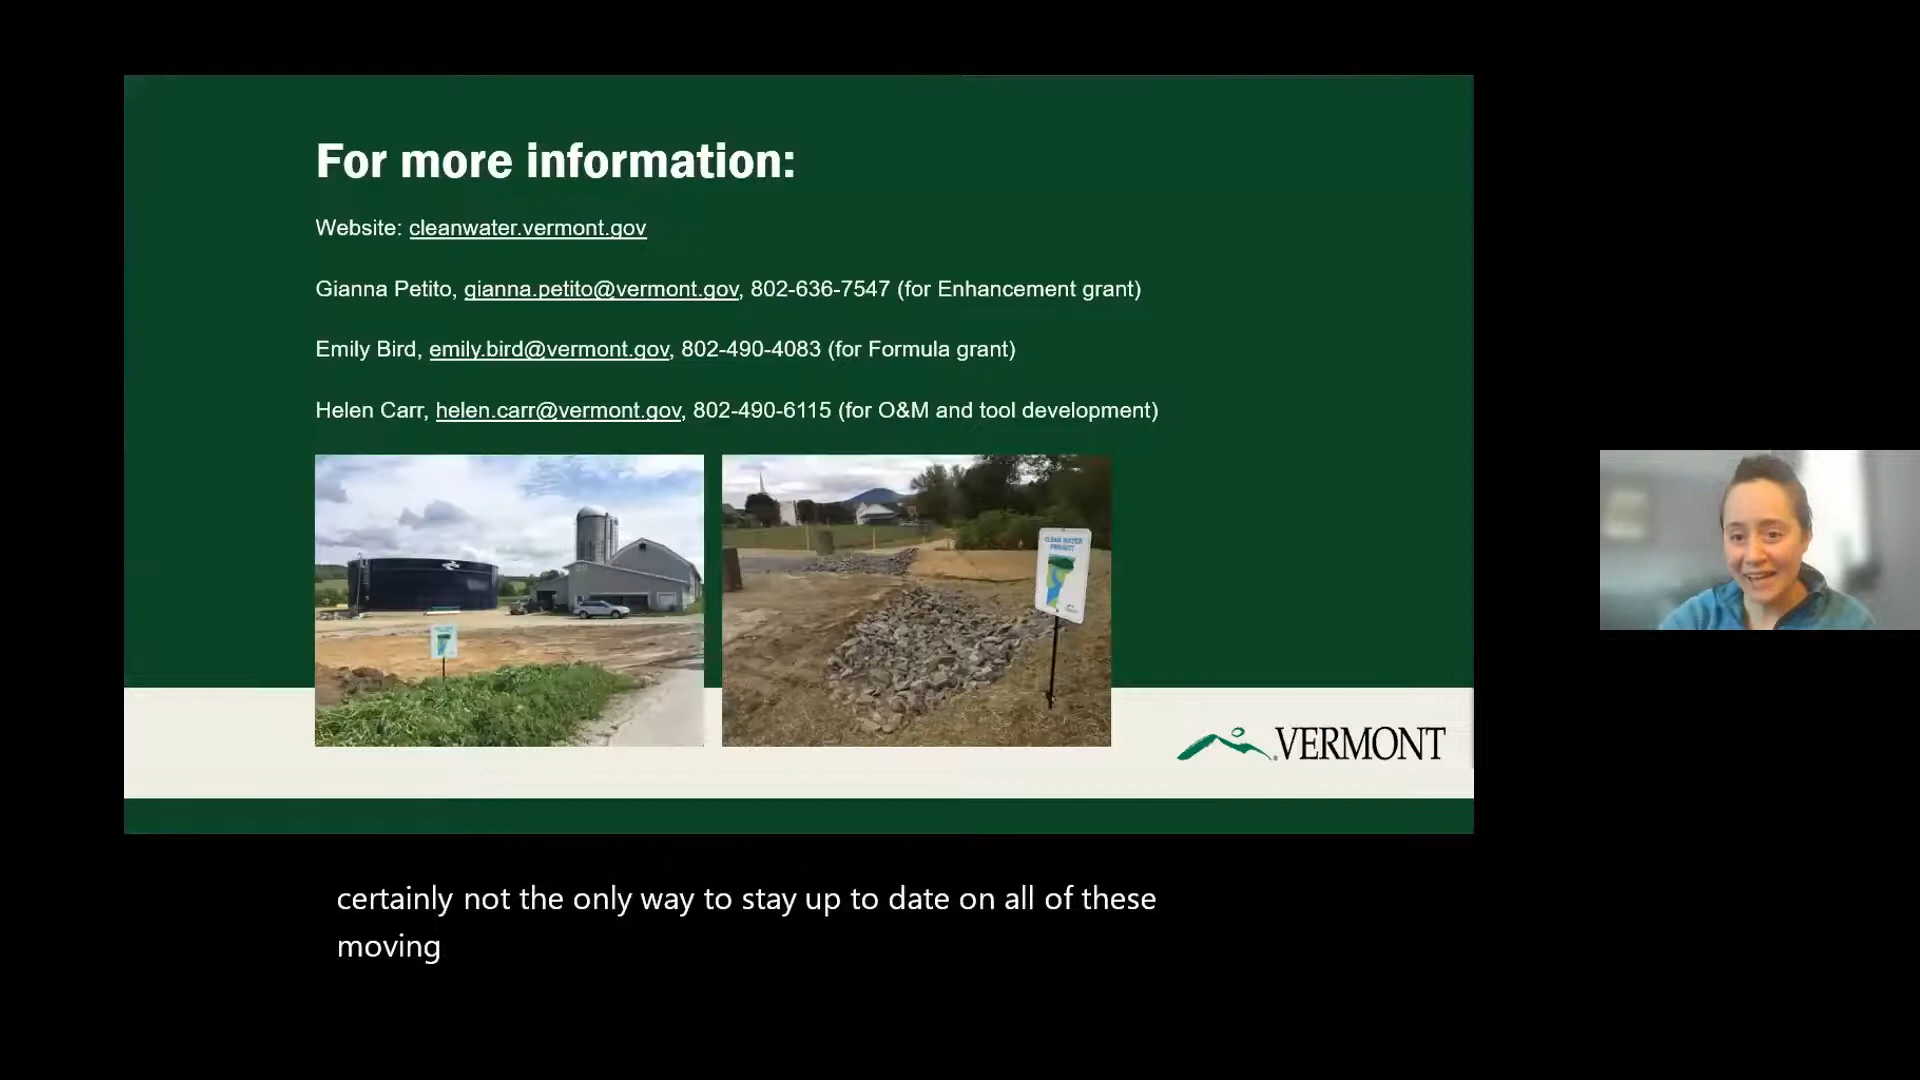 For more information:
Website: cleanwater.vermont.gov
Gianna Petito, gianna.petito@vermont.gov, 802-636-7547 (for Enhancement grant)
Emily Bird, emily.bird@vermont.gov, 802-490-4083 (for Formula grant)
Helen Carr, helen.carr@vermont.gov, 802-490-6115 (for O&M and tool development)
CLEAN WATER
PROJECT
VERMONT
certainly not the only way to stay up to date on all of these
moving